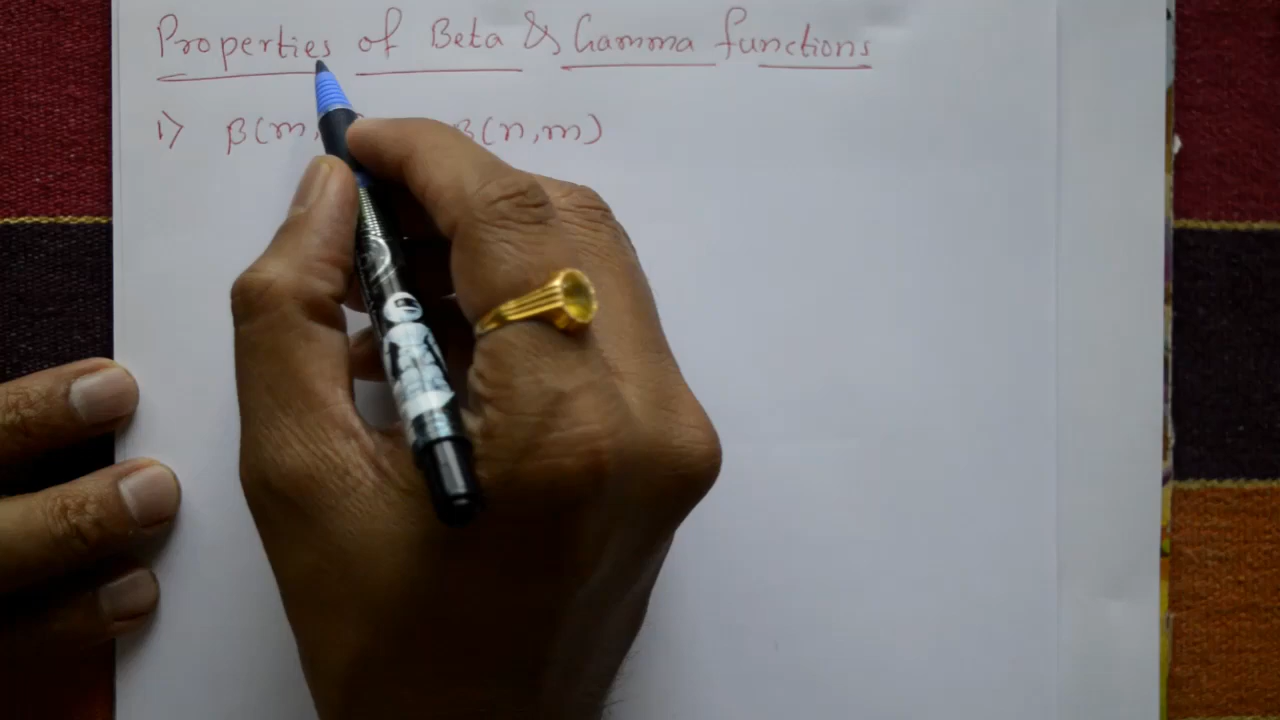 Properties of Beta & Gamma functions
1) β(m, β(n,m)